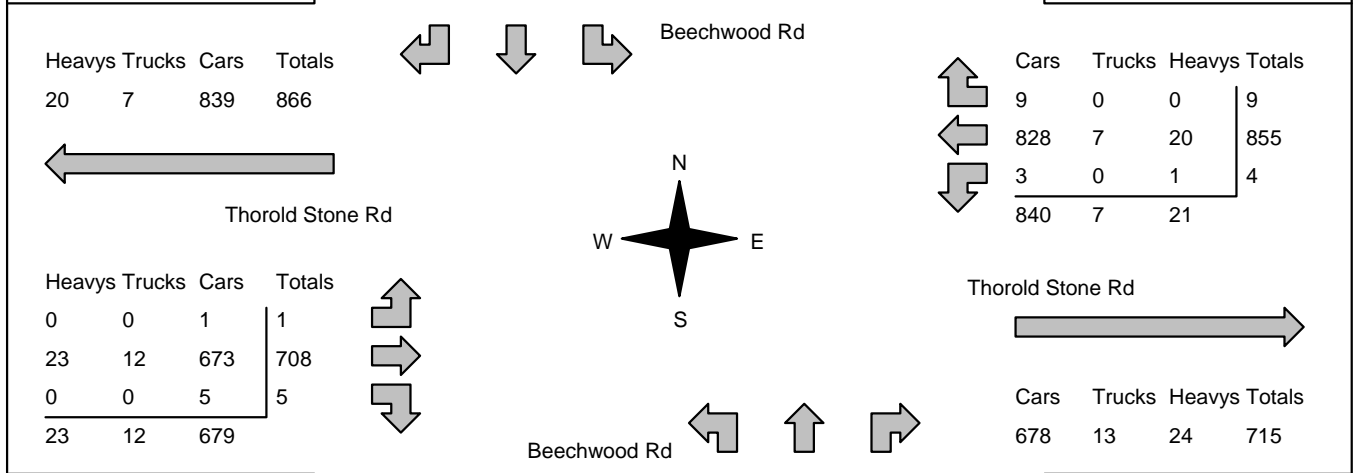 Beechwood Rd
Heavys Trucks Cars Totals
20 7 839 866
Thorold Stone Rd
Heavys Trucks Cars Totals
0 0 1 1
23 12 673 708
0 0 5 5
23 12 679
N
W E
S
Cars Trucks Heavys Totals
9 0 0 9
828 7 20 855
3 0 1 4
840 7 21
Thorold Stone Rd
Cars Trucks Heavys Totals
678 13 24 715
Beechwood Rd